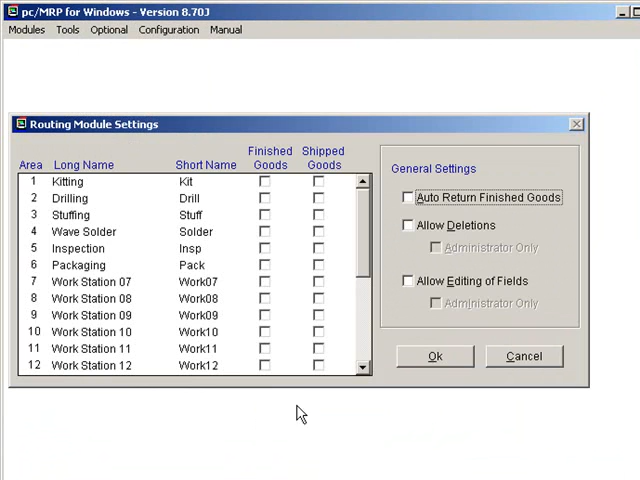 pc/MRP for Windows - Version 8.70J
Modules Tools Optional Configuration Manual
Routing Module Settings
Finished Shipped
Area Long Name Short Name Goods Goods
1 Kitting Kit
2 Drilling Drill
3 Stuffing Stuff
4 Wave Solder Solder
5 Inspection Insp
6 Packaging Pack
7 Work Station 07 Work07
8 Work Station 08 Work08
9 Work Station 09 Work09
10 Work Station 10 Work10
11 Work Station 11 Work11
12 Work Station 12 Work12
General Settings
Auto Return Finished Goods
Allow Deletions
Administrator Only
Allow Editing of Fields
Administrator Only
Ok Cancel